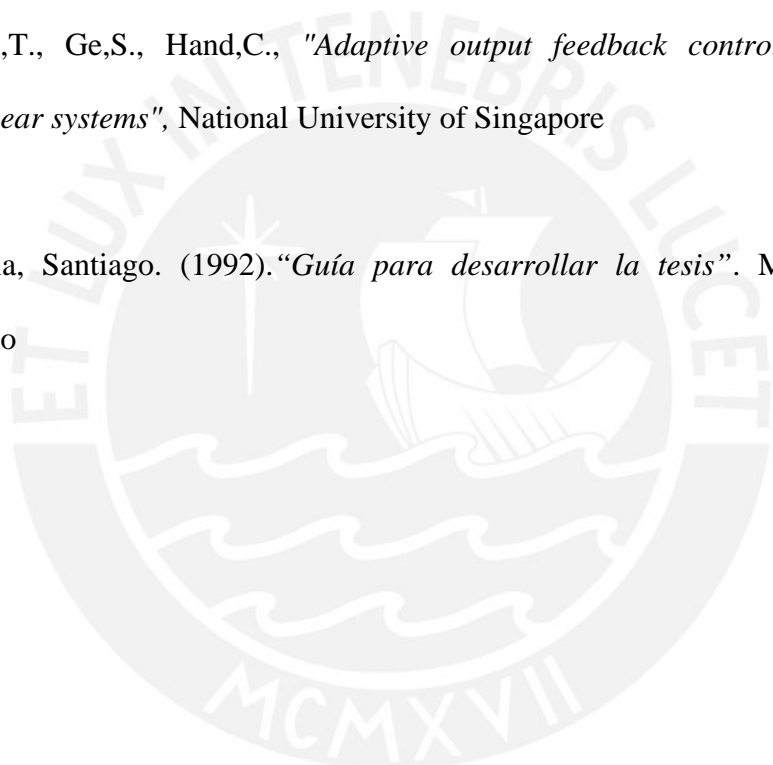 ,T., Ge,S., Hand,C., "Adaptive output feedback contro
ear systems", National University of Singapore
a, Santiago. (1992).“Guía para desarrollar la tesis”. M
o
ET LUX IN TENEBRIS LUCET
MCMXVII